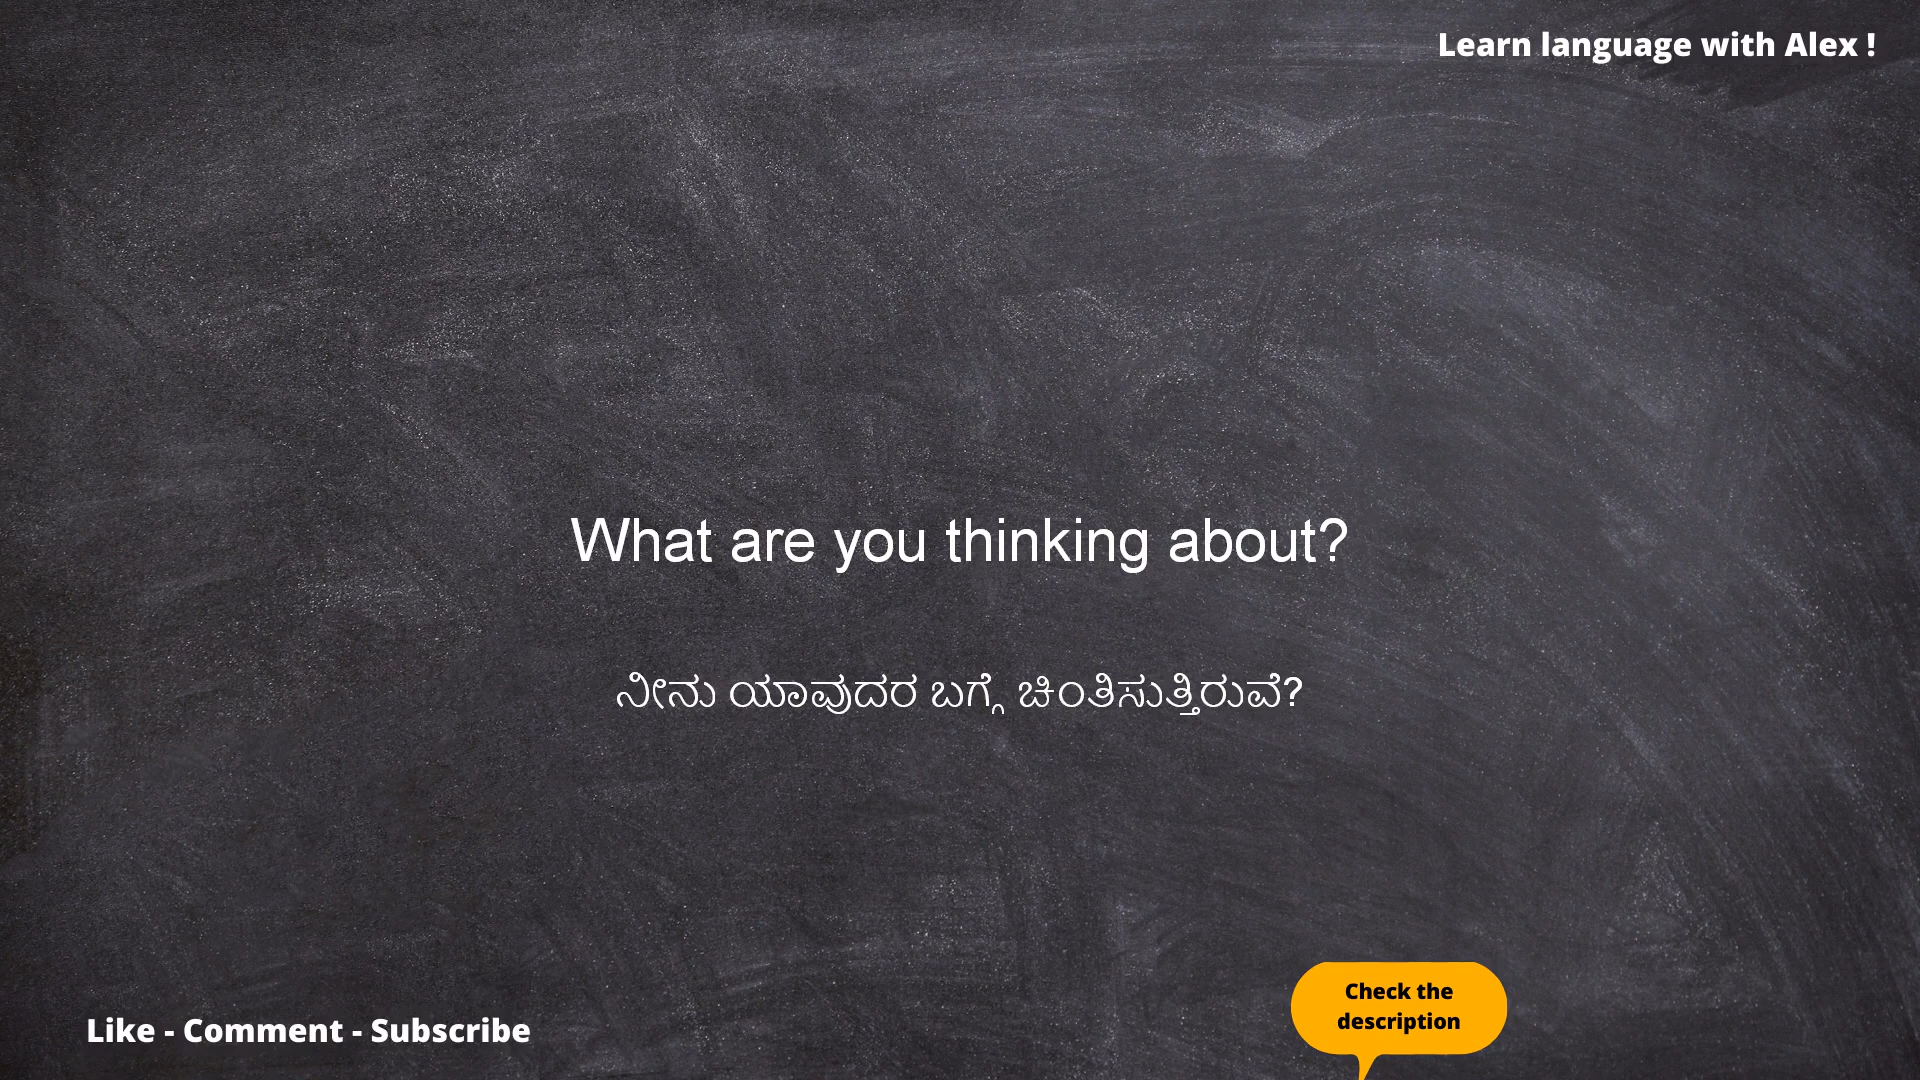 Learn language with Alex !
What are you thinking about?
ನೀನು ಯಾವುದರ ಬಗ್ಗೆ ಚಿಂತಿಸುತ್ತಿರುವೆ?
Check the
description
Like - Comment - Subscribe